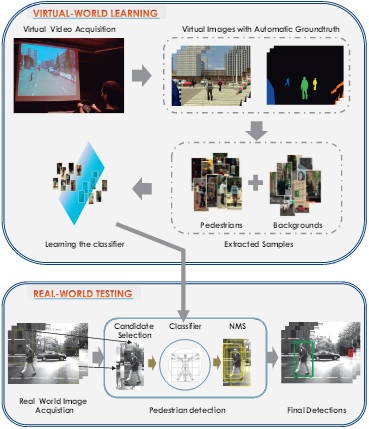 VIRTUAL-WORLD LEARNING
Virtual Video Acquisition
Virtual Images with Automatic Groundtruth
Pedestrians
Backgrounds
Learning the classifier
Extracted Samples
REAL-WORLD TESTING
Candidate
Selection
Classifier
NMS
Real World Image
Acquistion
Pedestrian detection
Final Detections